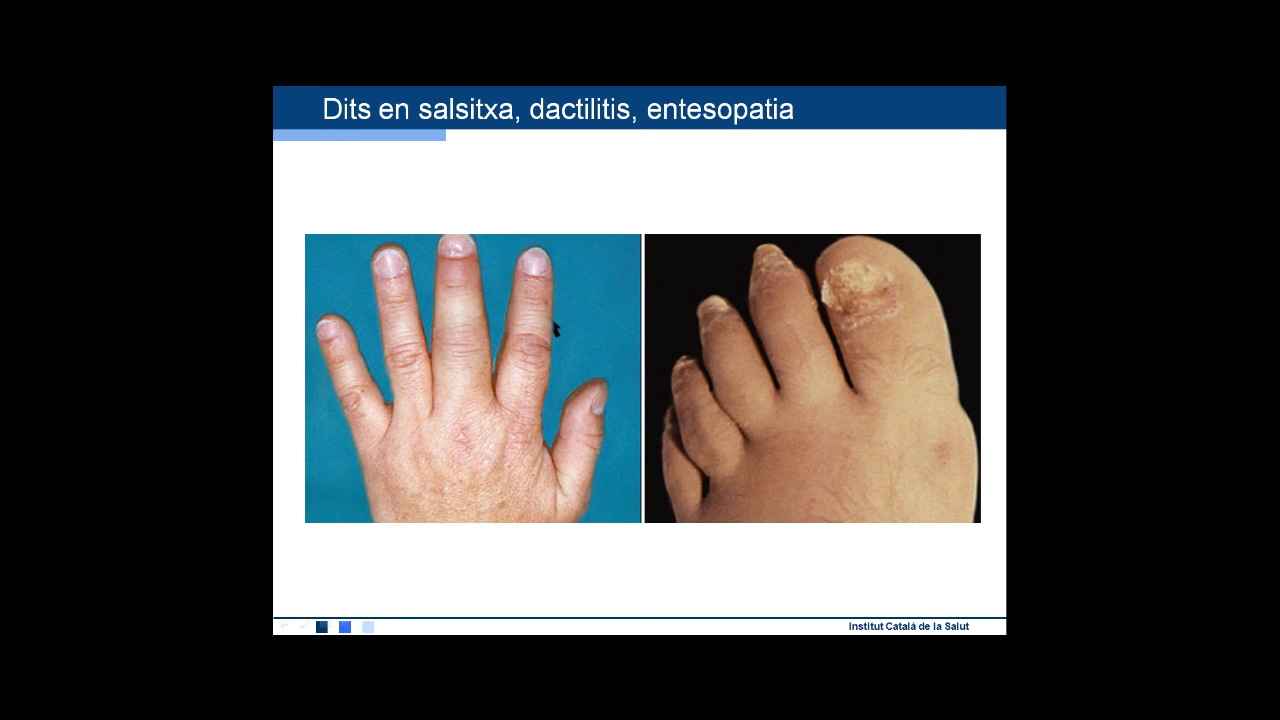 Dits en salsitxa, dactilitis, entesopatia
Institut Català de la Salut